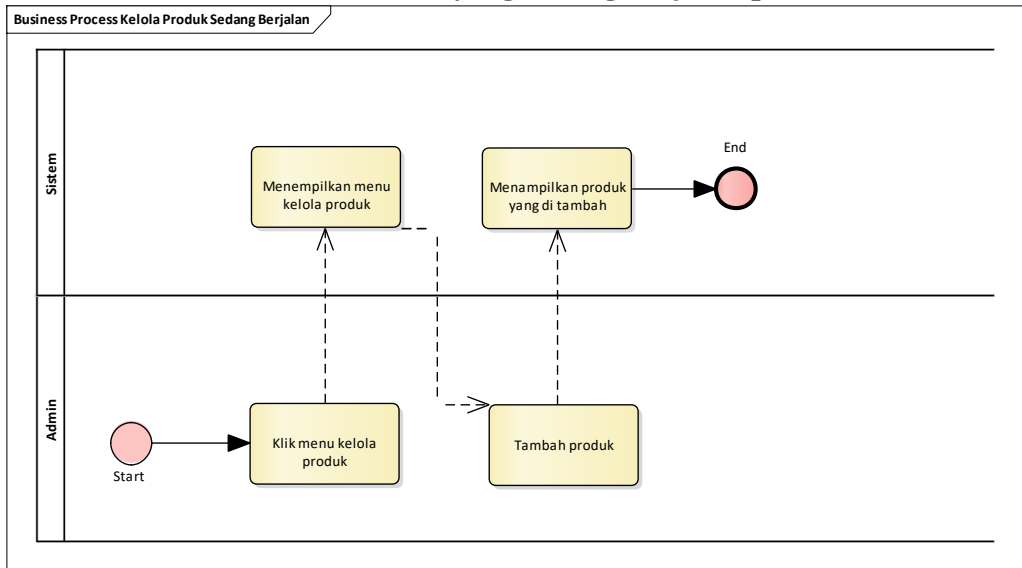 Business Process Kelola Produk Sedang Berjalan
Sistem
Menempilkan menu
kelola produk
Menampilkan produk
yang di tambah
End
Admin
Start
Klik menu kelola
produk
Tambah produk